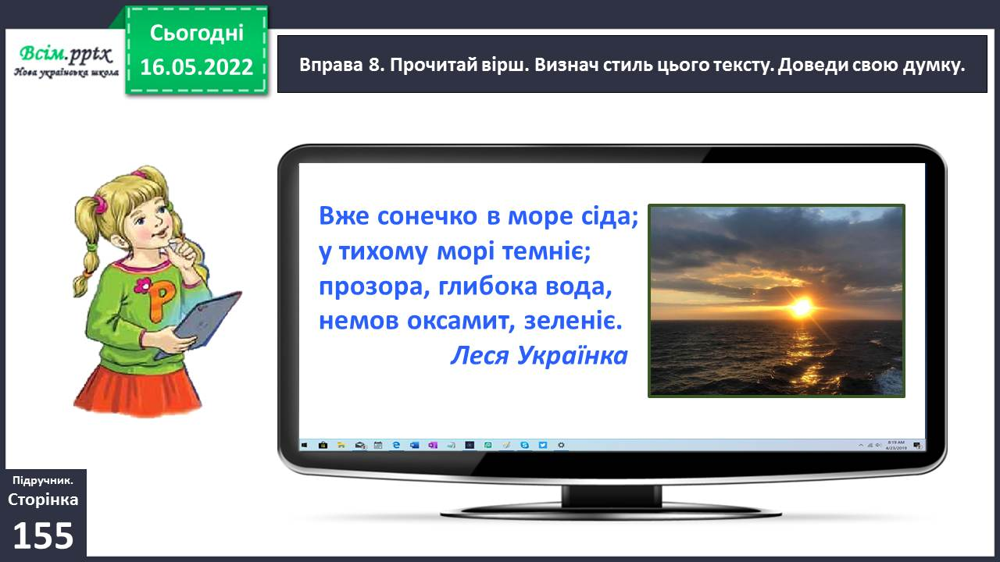 Всім.pptx
Нова українська школа
Сьогодні
16.05.2022
Вправа 8. Прочитай вірш. Визнач стиль цього тексту. Доведи свою думку.
Вже сонечко в море сіда;
у тихому морі темніє;
прозора, глибока вода,
немов оксамит, зеленіє.
Леся Українка
Р
8:19 AM
4/23/2019
Підручник.
Сторінка
155